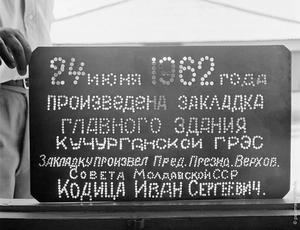 24 июня 1962 года
ПРОИЗВЕДЕНА ЗАКЛАДКА
ГЛАВНОГО ЗДАНИЯ
КУЧУРГАНСКОЙ ГРЭС
Закладку произвел Пред. Презид. Верхов.
Совета Молдавской ССР
Кодица Иван Сергеевич.